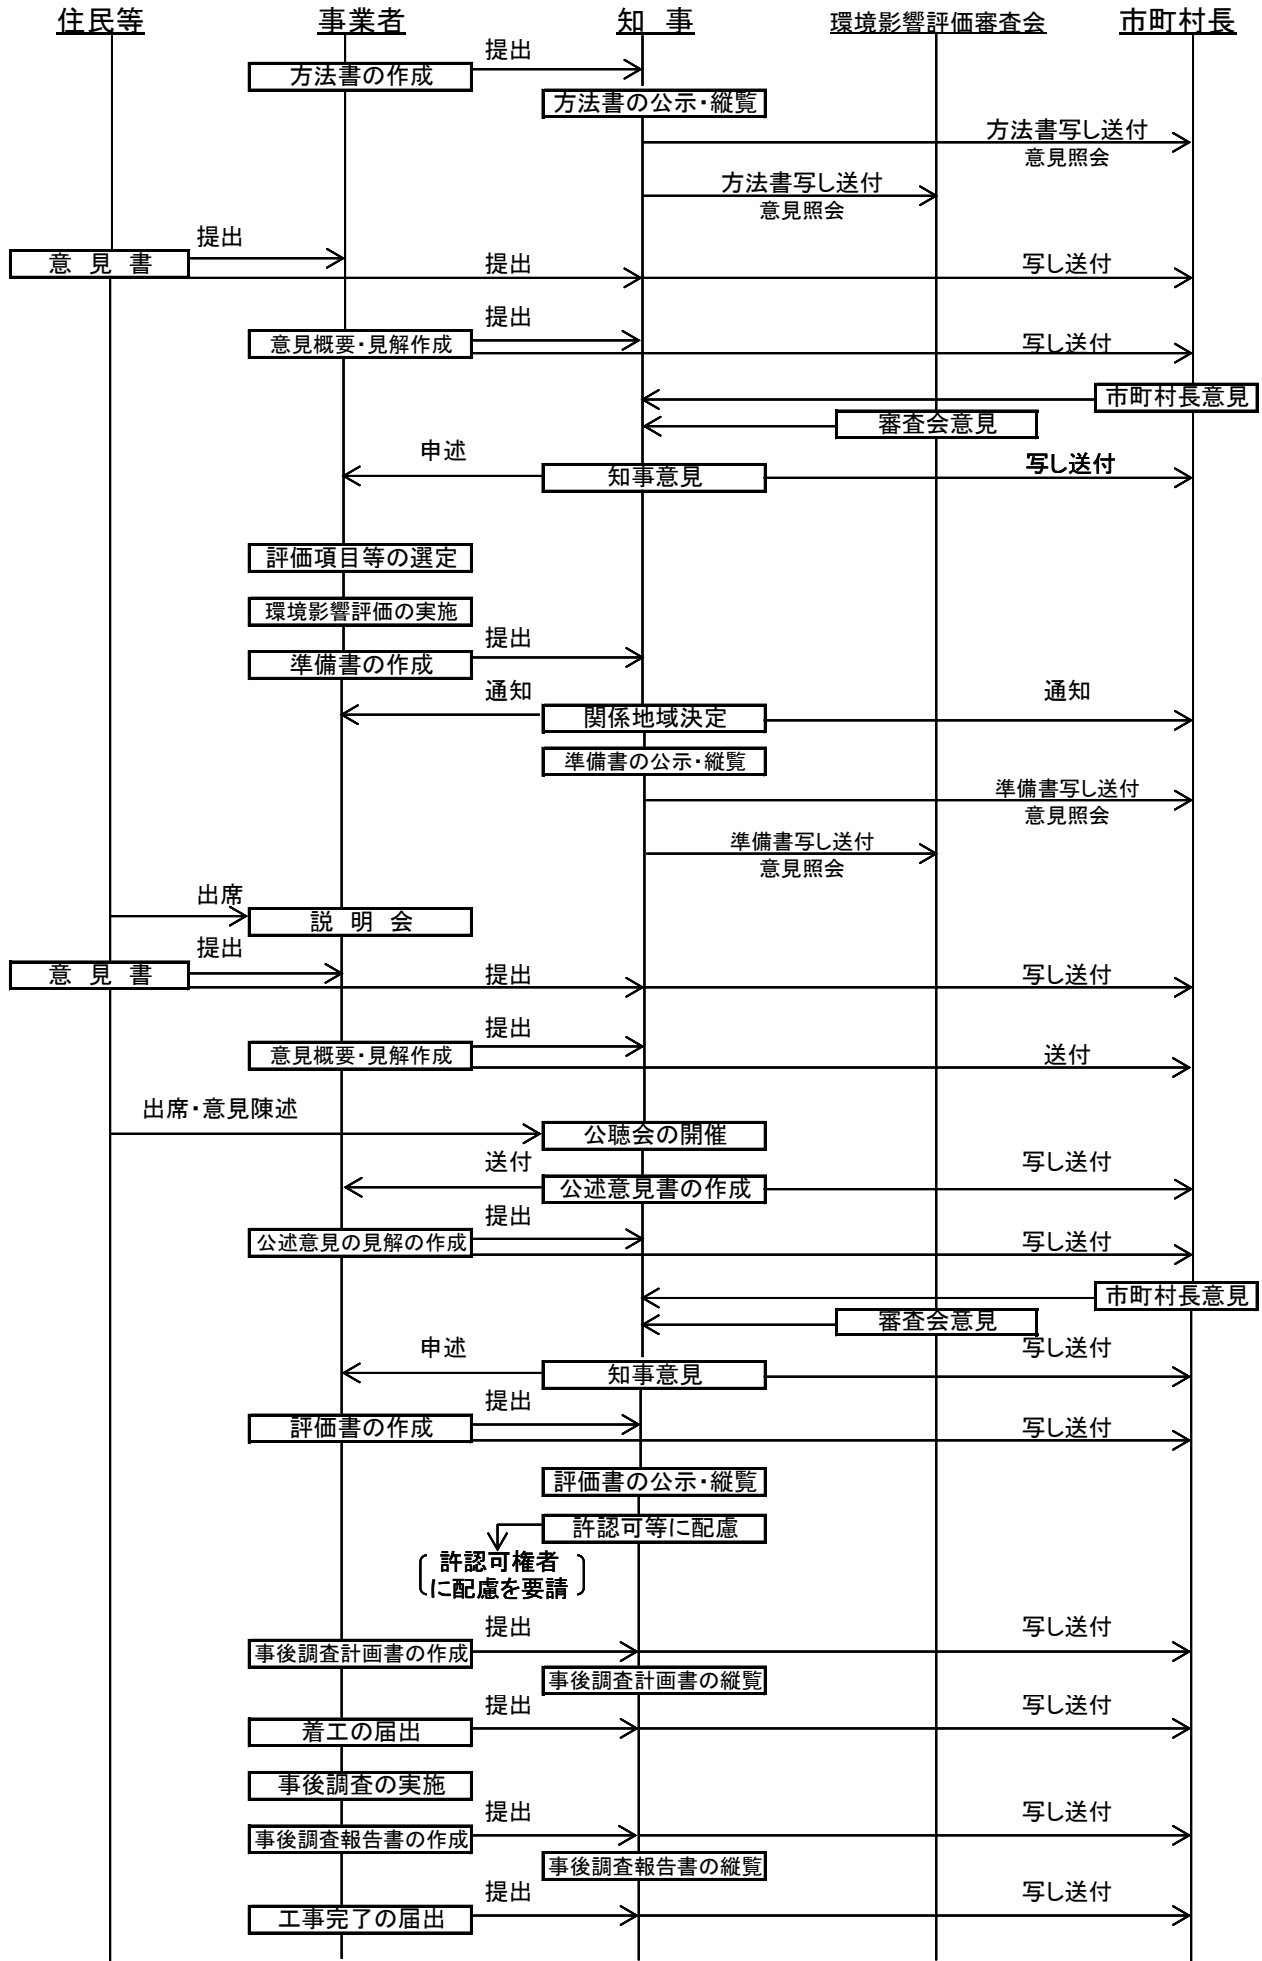 住民等
事業者
知　事
環境影響評価審査会
市町村長
提出
方法書の作成
方法書の公示・縦覧
方法書写し送付
意見照会
方法書写し送付
意見照会
提出
意　見　書
提出
写し送付
提出
意見概要・見解作成
写し送付
市町村長意見
審査会意見
申述
知事意見
写し送付
評価項目等の選定
環境影響評価の実施
提出
準備書の作成
通知
関係地域決定
通知
準備書の公示・縦覧
準備書写し送付
意見照会
準備書写し送付
意見照会
出席
説　明　会
提出
意　見　書
提出
写し送付
提出
意見概要・見解作成
送付
出席・意見陳述
公聴会の開催
送付
公述意見書の作成
写し送付
提出
公述意見の見解の作成
写し送付
市町村長意見
審査会意見
申述
知事意見
写し送付
提出
評価書の作成
写し送付
評価書の公示・縦覧
許認可等に配慮
許認可権者
に配慮を要請
提出
事後調査計画書の作成
写し送付
事後調査計画書の縦覧
提出
着工の届出
写し送付
事後調査の実施
提出
事後調査報告書の作成
写し送付
事後調査報告書の縦覧
提出
工事完了の届出
写し送付